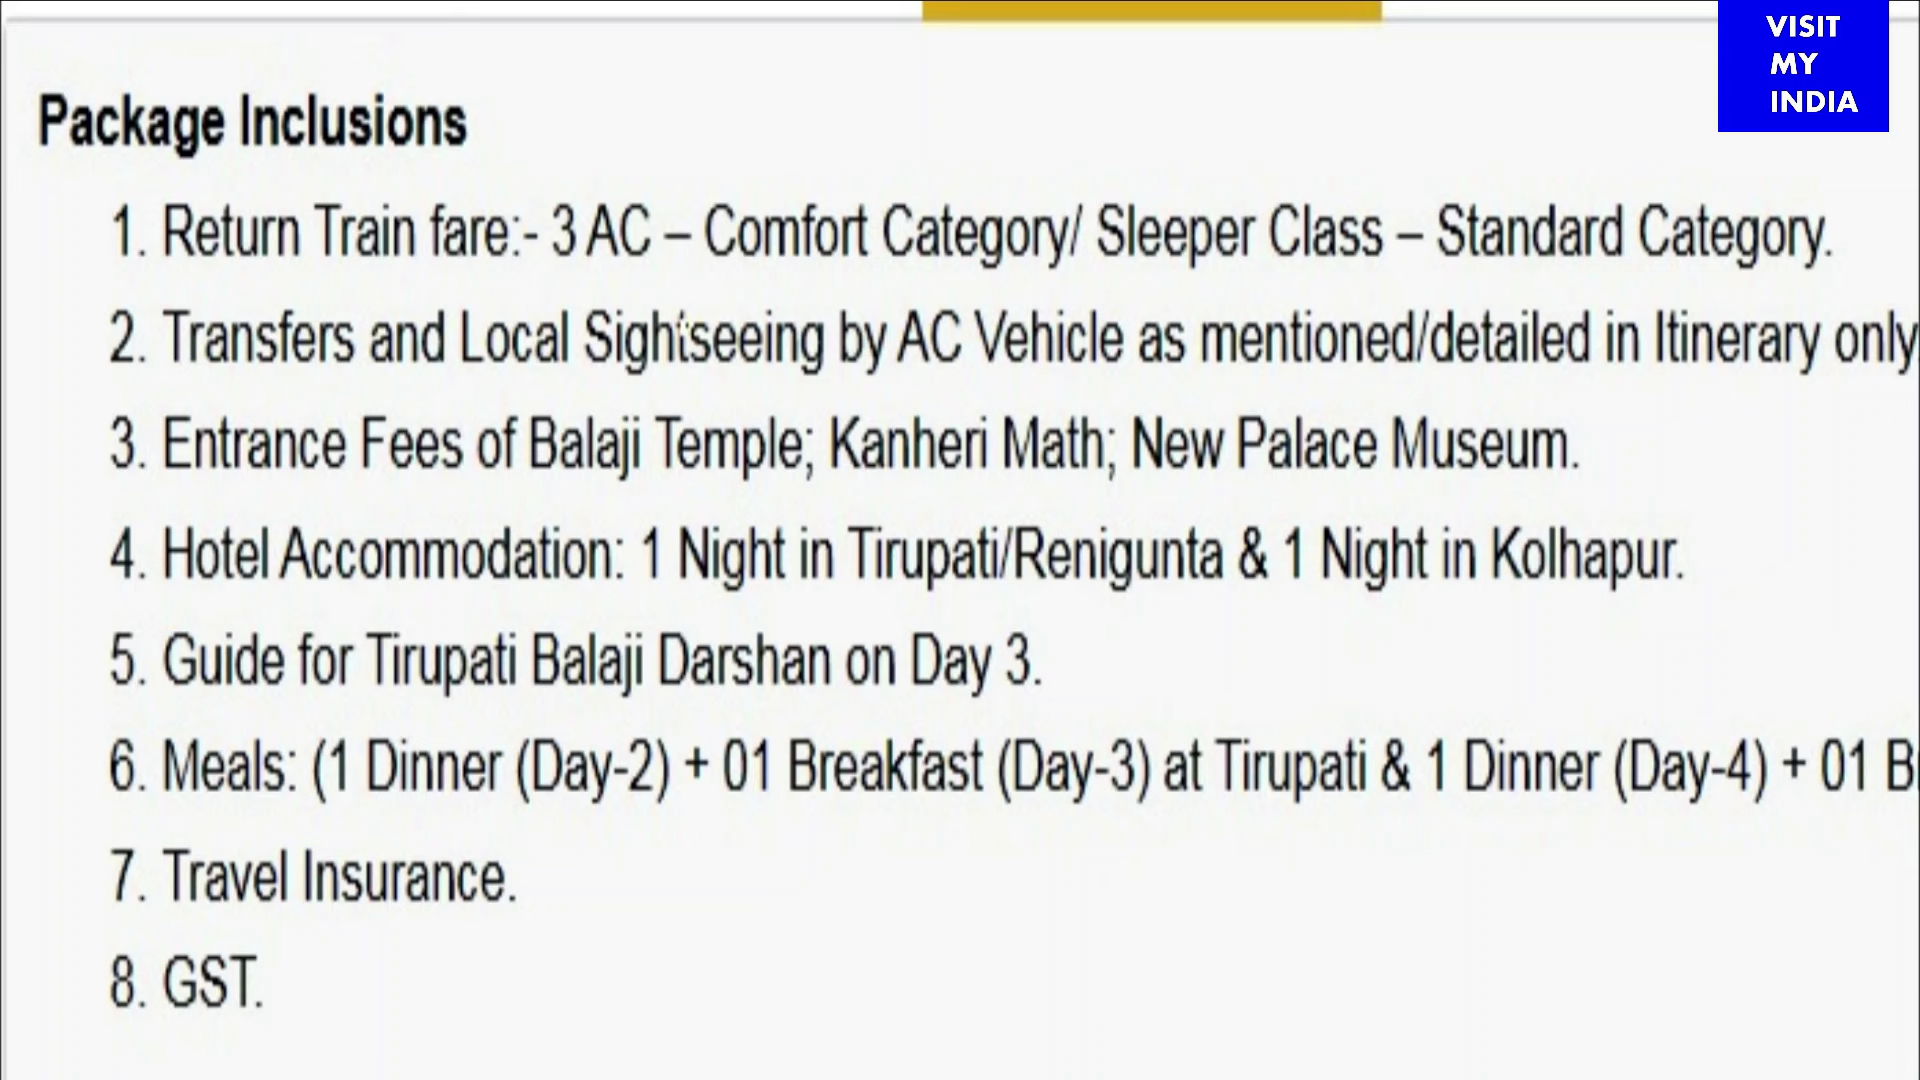 VISIT
MY
INDIA
Package Inclusions
1. Return Train fare:- 3 AC – Comfort Category/ Sleeper Class – Standard Category.
2. Transfers and Local Sightseeing by AC Vehicle as mentioned/detailed in Itinerary only
3. Entrance Fees of Balaji Temple; Kanheri Math; New Palace Museum.
4. Hotel Accommodation: 1 Night in Tirupati/Renigunta & 1 Night in Kolhapur.
5. Guide for Tirupati Balaji Darshan on Day 3.
6. Meals: (1 Dinner (Day-2) + 01 Breakfast (Day-3) at Tirupati & 1 Dinner (Day-4) + 01
7. Travel Insurance.
8. GST.